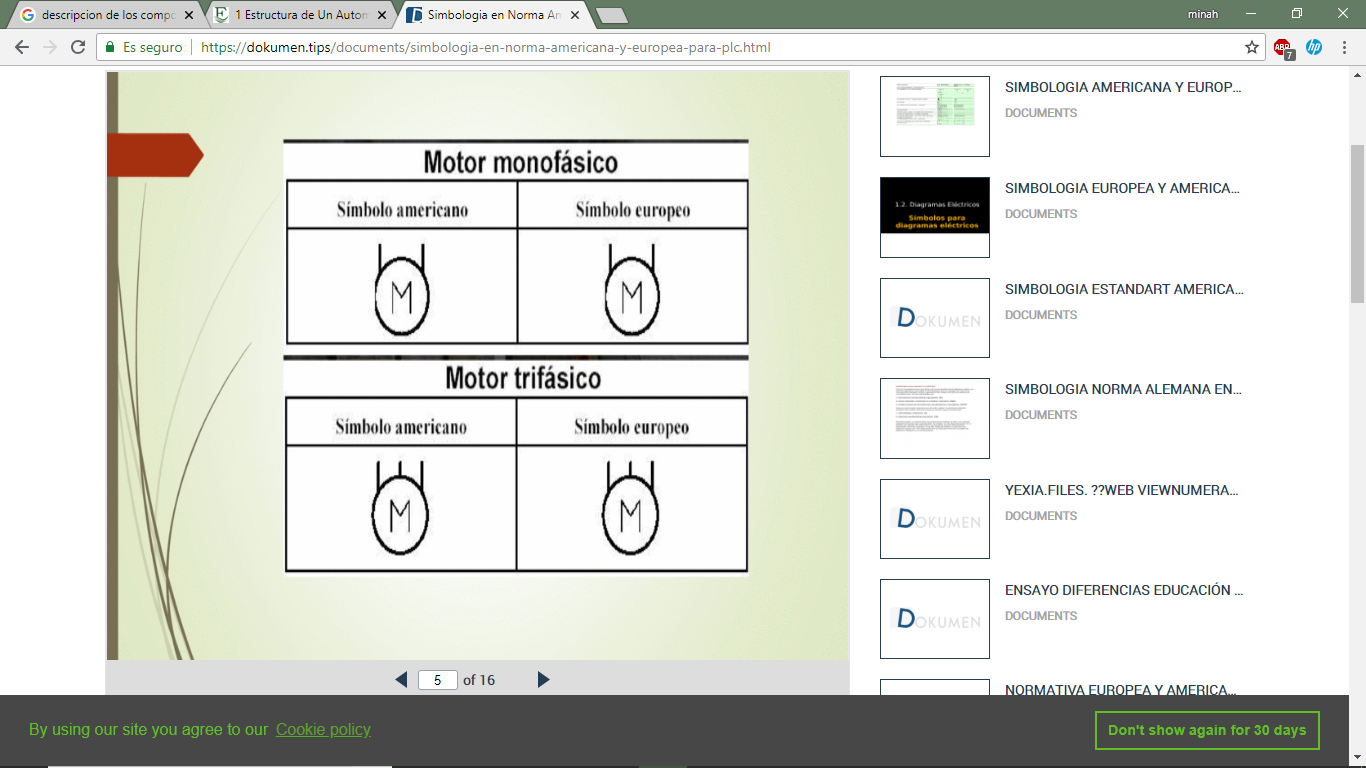 descripcion de los compo
1 Estructura de Un Autom
Simbologia en Norma Am
minah
Es seguro
https://dokumen.tips/documents/simbologia-en-norma-americana-y-europea-para-plc.html
ABP
7
hp
Motor monofásico
Símbolo americano
Símbolo europeo
M
M
Motor trifásico
Símbolo americano
Símbolo europeo
M
M
5 of 16
SIMBOLOGIA AMERICANA Y EUROP...
DOCUMENTS
1.2. Diagramas Eléctricos
Símbolos para
diagramas eléctricos
SIMBOLOGIA EUROPEA Y AMERICA...
DOCUMENTS
DOKUMEN
SIMBOLOGIA ESTANDART AMERICA...
DOCUMENTS
SIMBOLOGIA NORMA ALEMANA EN...
DOCUMENTS
DOKUMEN
YEXIA.FILES. ??WEB VIEWNUMERA...
DOCUMENTS
DOKUMEN
ENSAYO DIFERENCIAS EDUCACIÓN ...
DOCUMENTS
NORMATIVA EUROPEA Y AMERICA...
By using our site you agree to our Cookie policy
Don't show again for 30 days